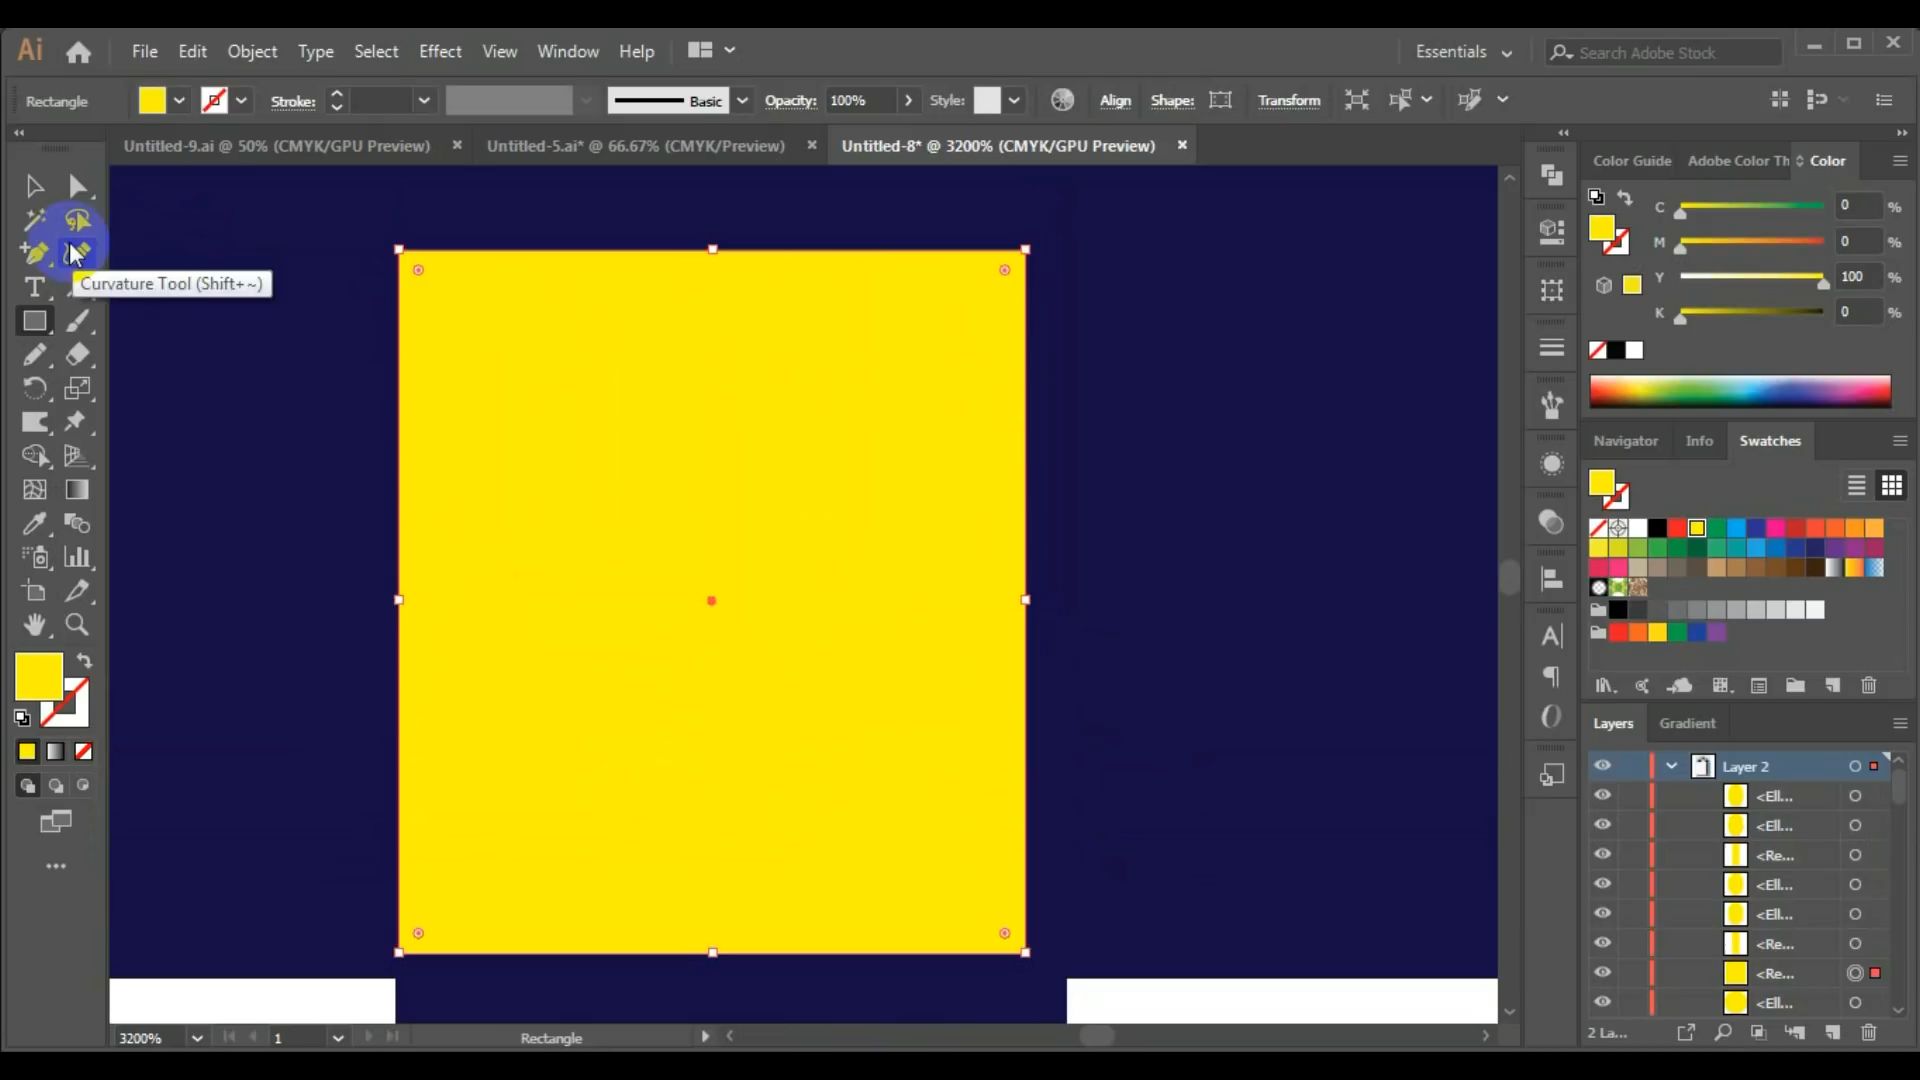 Ai File Edit Object Type Select Effect View Window Help Essentials Search Adobe Stock
Rectangle Stroke: Basic Opacity: 100% Style: Align Shape: Transform
Untitled-9.ai @ 50% (CMYK/GPU Preview) Untitled-5.ai* @ 66.67% (CMYK/Preview) Untitled-8* @ 3200% (CMYK/GPU Preview)
Color Guide Adobe Color Th Color
C 0 %
M 0 %
Curvature Tool (Shift+~)
Y 100 %
K 0 %
Navigator Info Swatches
Layers Gradient
Layer 2
<Ell...
<Ell...
<Re...
<Ell...
<Ell...
<Re...
<Re...
<Ell...
3200% 1 Rectangle 2 La...